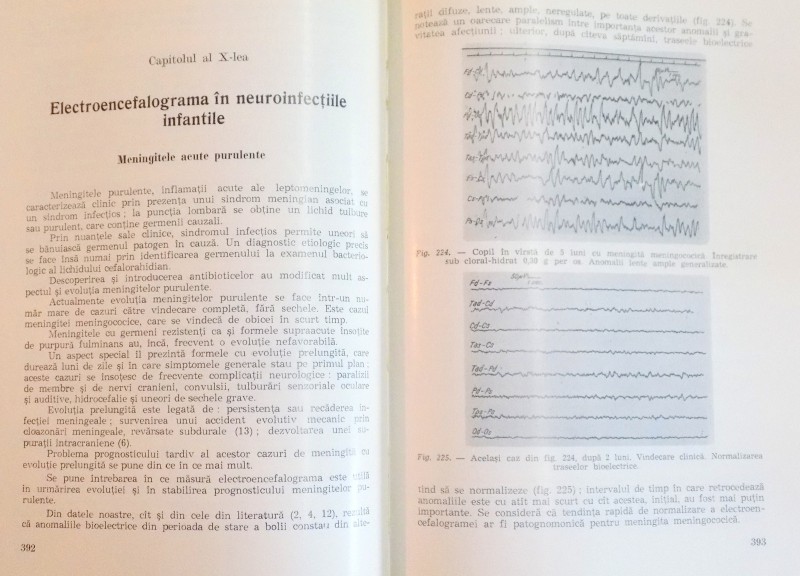 Capitolul al X-lea
Electroencefalograma în neuroinfecțiile
infantile
Meningitele acute purulente
Meningitele purulente, inflamații acute ale leptomeningelor, se
caracterizează clinic prin prezența unui sindrom meningian asociat cu
un sindrom infecțios; la puncția lombară se obține un lichid tulbure
sau purulent, care conține germenii cauzali.
Prin nuanțele sale clinice, sindromul infecțios permite uneori să
se bănuiască germenul patogen în cauză. Un diagnostic etiologic precis
se face însă numai prin identificarea germenului la examenul bacterio-
logic al lichidului cefalorahidian.
Descoperirea și introducerea antibioticelor au modificat mult as-
pectul și evoluția meningitelor purulente.
Actualmente evoluția meningitelor purulente se face într-un nu-
măr mare de cazuri către vindecare completă, fără sechele. Este cazul
meningitei meningococice, care se vindecă de obicei în scurt timp.
Meningitele cu germeni rezistenți ca și formele supraacute însoțite
de purpură fulminans au, încă, frecvent o evoluție nefavorabilă.
Un aspect special îl prezintă formele cu evoluție prelungită, care
durează luni de zile și în care simptomele generale stau pe primul plan;
aceste cazuri se însoțesc de frecvente complicații neurologice: paralizii
de membre și de nervi cranieni, convulsii, tulburări senzoriale oculare
și auditive, hidrocefalie și uneori de sechele grave.
Evoluția prelungită este legată de: persistența sau recăderea in-
fecției meningeale; survenirea unui accident evolutiv mecanic prin
cloazonări meningeale, revărsate subdurale (13); dezvoltarea unei su-
purații intracraniene (6).
Problema prognosticului tardiv al acestor cazuri de meningită cu
evoluție prelungită se pune din ce în ce mai mult.
Se pune întrebarea în ce măsură electroencefalograma este utilă
în urmărirea evoluției și în stabilirea prognosticului meningitelor pu-
rulente.
Din datele noastre, cît și din cele din literatură (2, 4, 12), rezultă
că anomaliile bioelectrice din perioada de stare a bolii constau din alte-
392
rații difuze, lente, ample, neregulate, pe toate derivațiile (fig. 224). Se
notează un oarecare paralelism între importanța acestor anomalii și gra-
vitatea afecțiunii; ulterior, după cîteva săptămîni, traseele bioelectrice
Fig. 224. — Copil în vîrstă de 5 luni cu meningită meningococică. Înregistrare
sub cloral-hidrat 0,30 g per os. Anomalii lente ample generalizate.
Fd-Fs
Tad-Cd
Cd-Cs
Tas-Cs
Tad-Pd
Pd-Ps
Tps-Ps
Od-Os
Fig. 225. — Același caz din fig. 224, după 2 luni. Vindecare clinică. Normalizarea
traseelor bioelectrice.
tind să se normalizeze (fig. 225); intervalul de timp în care retrocedează
anomaliile este cu atît mai scurt cu cît acestea, inițial, au fost mai puțin
importante. Se consideră că tendința rapidă de normalizare a electroen-
cefalogramei ar fi patognomonică pentru meningita meningococică.
393